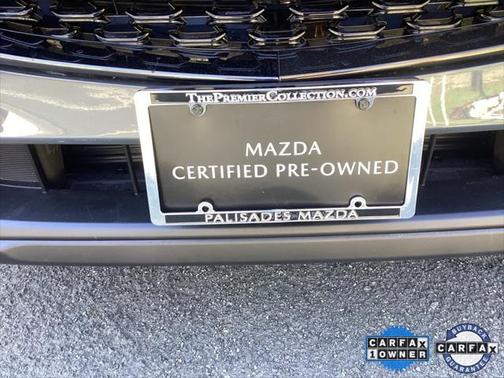 THEPREMIERCOLLECTION.COM
MAZDA
CERTIFIED PRE-OWNED
PALISADES MAZDA
CARFAX
1 OWNER
BUYBACK
CARFAX
GUARANTEE